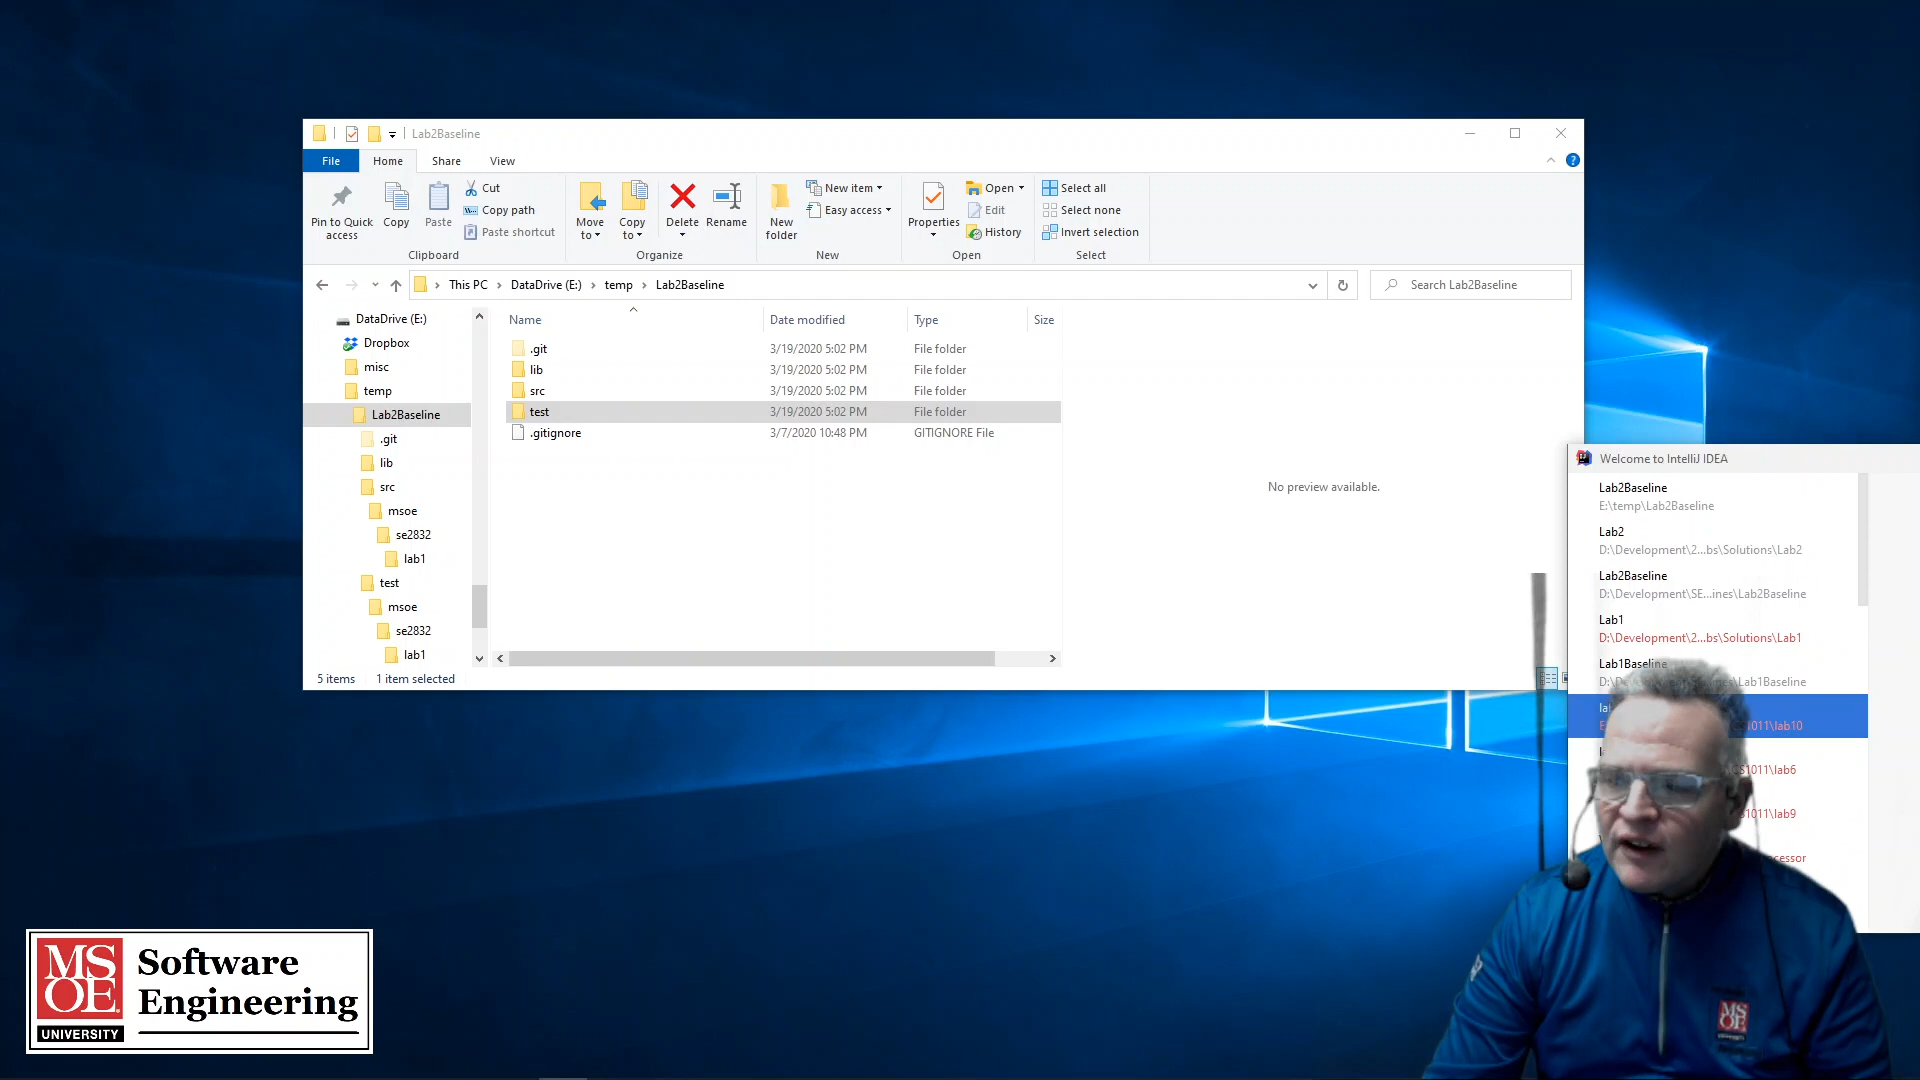 Lab2Baseline
File Home Share View
Pin to Quick access
Copy
Paste
Cut
Copy path
Paste shortcut
Clipboard
Move to
Copy to
Delete
Rename
Organize
New folder
New item
Easy access
New
Properties
Open
Edit
History
Open
Select all
Select none
Invert selection
Select
This PC > DataDrive (E:) > temp > Lab2Baseline
Search Lab2Baseline
DataDrive (E:)
Dropbox
misc
temp
Lab2Baseline
.git
lib
src
msoe
se2832
lab1
test
msoe
se2832
lab1
Name Date modified Type Size
.git 3/19/2020 5:02 PM File folder
lib 3/19/2020 5:02 PM File folder
src 3/19/2020 5:02 PM File folder
test 3/19/2020 5:02 PM File folder
.gitignore 3/7/2020 10:48 PM GITIGNORE File
No preview available.
5 items 1 item selected
Welcome to IntelliJ IDEA
Lab2Baseline
E:\temp\Lab2Baseline
Lab2
D:\Development\2...bs\Solutions\Lab2
Lab2Baseline
D:\Development\SE...ines\Lab2Baseline
Lab1
D:\Development\2...bs\Solutions\Lab1
Lab1Baseline
\Lab1Baseline
\lab10
\lab6
\lab9
MSOE
UNIVERSITY
Software
Engineering
MSOE